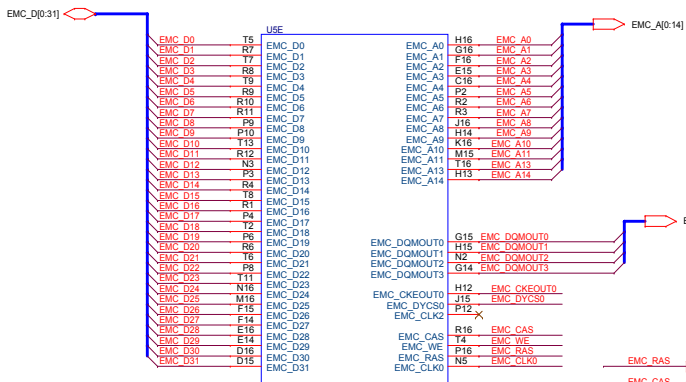 EMC_D[0:31]
EMC_A[0:14]
U5E
EMC_D0 T5 EMC_D0 EMC_A0 H16 EMC_A0
EMC_D1 R7 EMC_D1 EMC_A1 G16 EMC_A1
EMC_D2 T7 EMC_D2 EMC_A2 F16 EMC_A2
EMC_D3 R8 EMC_D3 EMC_A3 E15 EMC_A3
EMC_D4 T9 EMC_D4 EMC_A4 C16 EMC_A4
EMC_D5 R9 EMC_D5 EMC_A5 P2 EMC_A5
EMC_D6 R10 EMC_D6 EMC_A6 R2 EMC_A6
EMC_D7 R11 EMC_D7 EMC_A7 R3 EMC_A7
EMC_D8 P9 EMC_D8 EMC_A8 J16 EMC_A8
EMC_D9 P10 EMC_D9 EMC_A9 H14 EMC_A9
EMC_D10 T13 EMC_D10 EMC_A10 K16 EMC_A10
EMC_D11 R12 EMC_D11 EMC_A11 M15 EMC_A11
EMC_D12 N3 EMC_D12 EMC_A13 T16 EMC_A13
EMC_D13 P3 EMC_D13 EMC_A14 H13 EMC_A14
EMC_D14 R4 EMC_D14
EMC_D15 T8 EMC_D15
EMC_D16 R1 EMC_D16
EMC_D17 P4 EMC_D17
EMC_D18 T2 EMC_D18
EMC_D19 P6 EMC_D19 EMC_DQMOUT0 G15 EMC_DQMOUT0
EMC_D20 R6 EMC_D20 EMC_DQMOUT1 H15 EMC_DQMOUT1
EMC_D21 T6 EMC_D21 EMC_DQMOUT2 N2 EMC_DQMOUT2
EMC_D22 P8 EMC_D22 EMC_DQMOUT3 G14 EMC_DQMOUT3
EMC_D23 T11 EMC_D23
EMC_D24 N16 EMC_D24 EMC_CKEOUT0 H12 EMC_CKEOUT0
EMC_D25 M16 EMC_D25 EMC_DYCS0 J15 EMC_DYCS0
EMC_D26 F15 EMC_D26 EMC_CLK2 P12
EMC_D27 F14 EMC_D27
EMC_D28 E16 EMC_D28 EMC_CAS R16 EMC_CAS
EMC_D29 E14 EMC_D29 EMC_WE T4 EMC_WE
EMC_D30 D16 EMC_D30 EMC_RAS P16 EMC_RAS
EMC_D31 D15 EMC_D31 EMC_CLK0 N5 EMC_CLK0
EMC_RAS
EMC_CAS